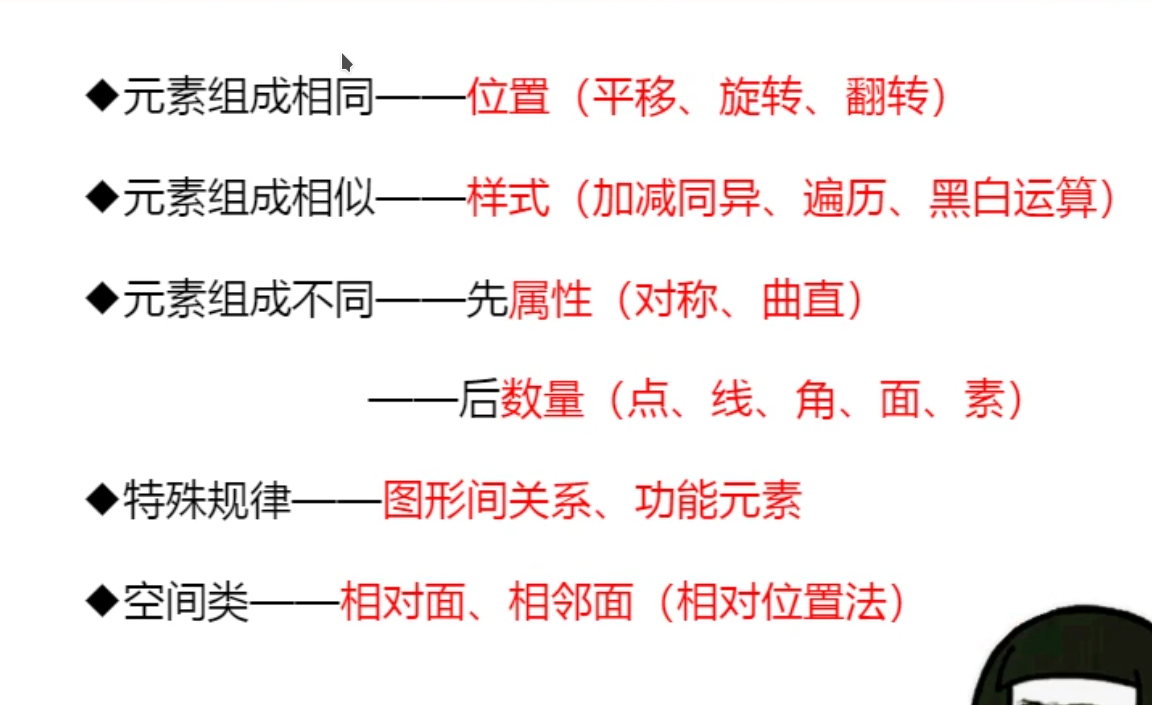 ◆元素组成相同——位置（平移、旋转、翻转）
◆元素组成相似——样式（加减同异、遍历、黑白运算）
◆元素组成不同——先属性（对称、曲直）
——后数量（点、线、角、面、素）
◆特殊规律——图形间关系、功能元素
◆空间类——相对面、相邻面（相对位置法）